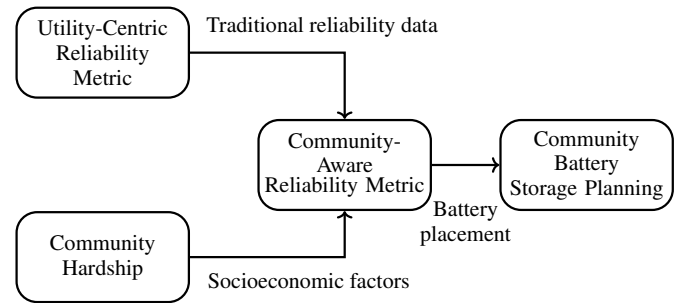 Utility-Centric
Reliability
Metric
Traditional reliability data
Community-
Aware
Reliability Metric
Community
Battery
Storage Planning
Battery
placement
Community
Hardship
Socioeconomic factors